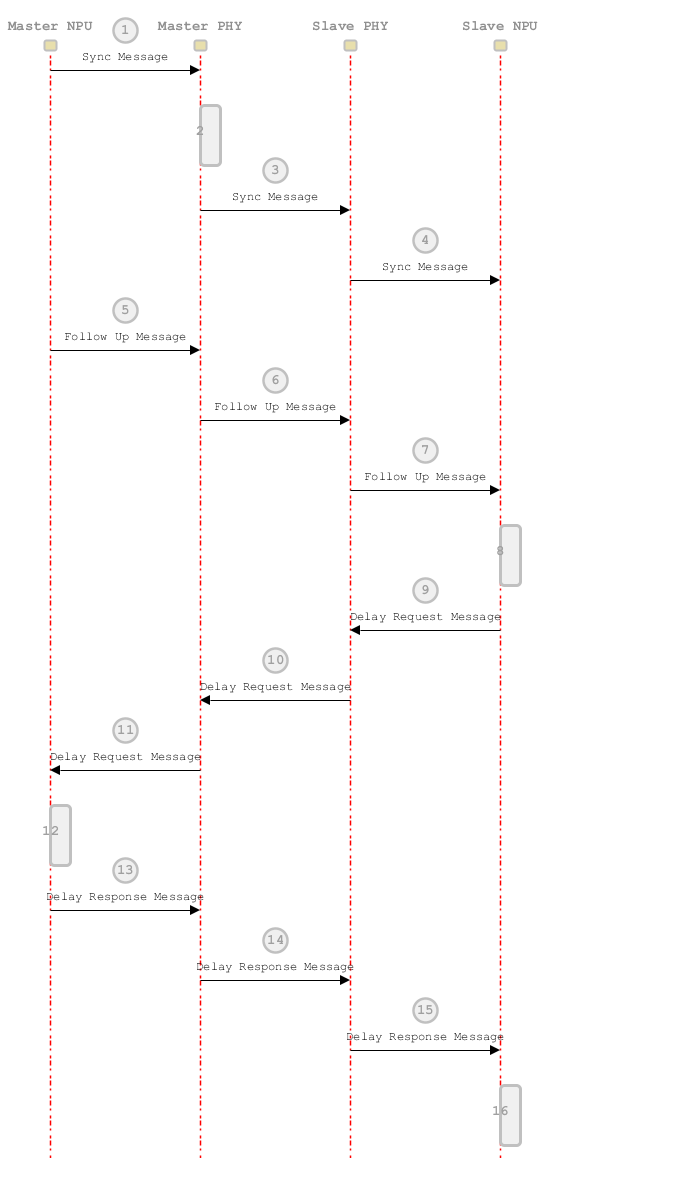 Master NPU 1 Master PHY Slave PHY Slave NPU
Sync Message
2
3
Sync Message
4
Sync Message
5
Follow Up Message
6
Follow Up Message
7
Follow Up Message
8
9
Delay Request Message
10
Delay Request Message
11
Delay Request Message
12
13
Delay Response Message
14
Delay Response Message
15
Delay Response Message
16